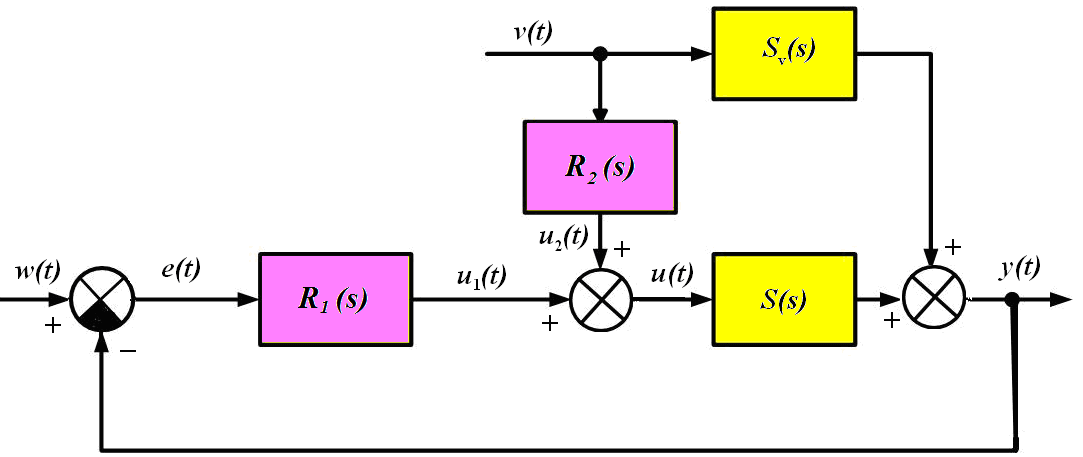 v(t)
Sv(s)
R2(s)
u2(t)
+
+
w(t)
e(t)
R1(s)
u1(t)
u(t)
S(s)
y(t)
+
+
+
−